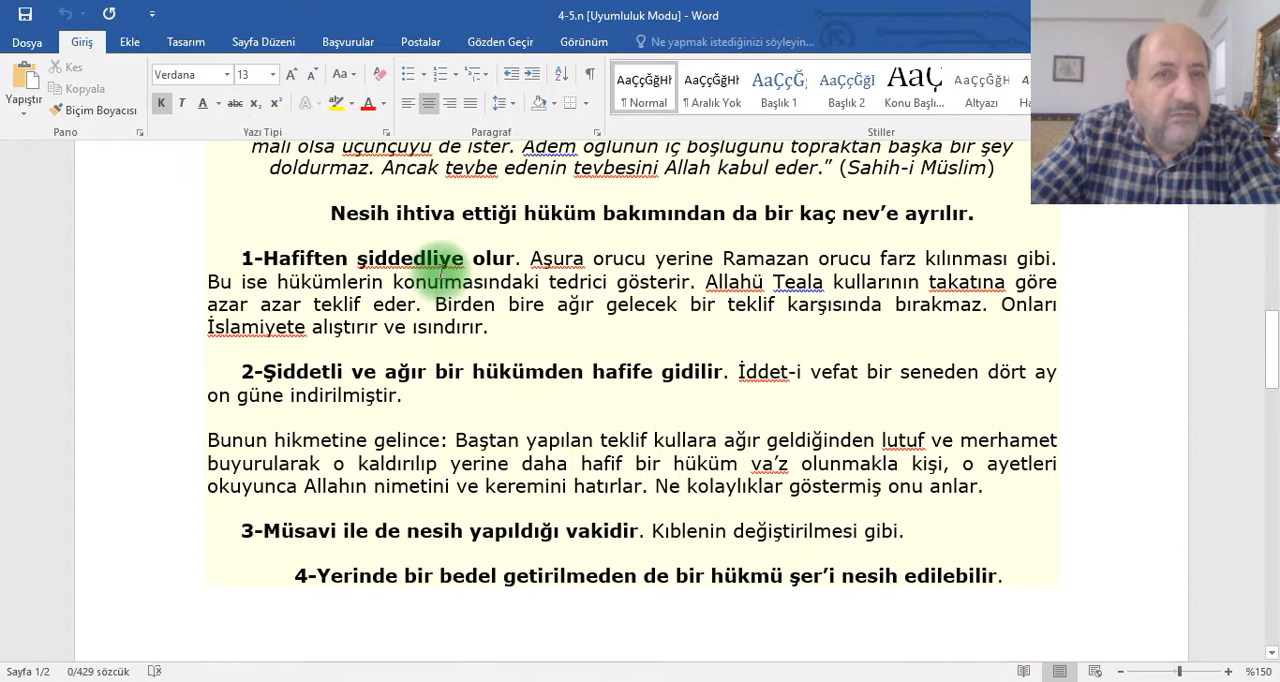 4-5.n [Uyumluluk Modu] - Word
Dosya Giriş Ekle Tasarım Sayfa Düzeni Başvurular Postalar Gözden Geçir Görünüm Ne yapmak istediğinizi söyleyin...
Yapıştır
Kes
Kopyala
Biçim Boyacısı
Verdana 13
K T A abc x₂ x² A A
Aa
AaÇçĞğHł AaÇçĞğHł AaÇçĞ AaÇçĞğI AaÇ AaÇçĞğH
¶ Normal ¶ Aralık Yok Başlık 1 Başlık 2 Konu Başlı... Altyazı
Pano Yazı Tipi Paragraf Stiller
malı olsa üçüncüyü de ister. Adem oğlunun iç boşluğunu topraktan başka bir şey
doldurmaz. Ancak tevbe edenin tevbesini Allah kabul eder.” (Sahih-i Müslim)
Nesih ihtiva ettiği hüküm bakımından da bir kaç nev’e ayrılır.
1-Hafiften şiddedliye olur. Aşura orucu yerine Ramazan orucu farz kılınması gibi.
Bu ise hükümlerin konulmasındaki tedrici gösterir. Allahü Teala kullarının takatına göre
azar azar teklif eder. Birden bire ağır gelecek bir teklif karşısında bırakmaz. Onları
İslamiyete alıştırır ve ısındırır.
2-Şiddetli ve ağır bir hükümden hafife gidilir. İddet-i vefat bir seneden dört ay
on güne indirilmiştir.
Bunun hikmetine gelince: Baştan yapılan teklif kullara ağır geldiğinden lutuf ve merhamet
buyurularak o kaldırılıp yerine daha hafif bir hüküm va’z olunmakla kişi, o ayetleri
okuyunca Allahın nimetini ve keremini hatırlar. Ne kolaylıklar göstermiş onu anlar.
3-Müsavi ile de nesih yapıldığı vakidir. Kıblenin değiştirilmesi gibi.
4-Yerinde bir bedel getirilmeden de bir hükmü şer’i nesih edilebilir.
Sayfa 1/2 0/429 sözcük %150